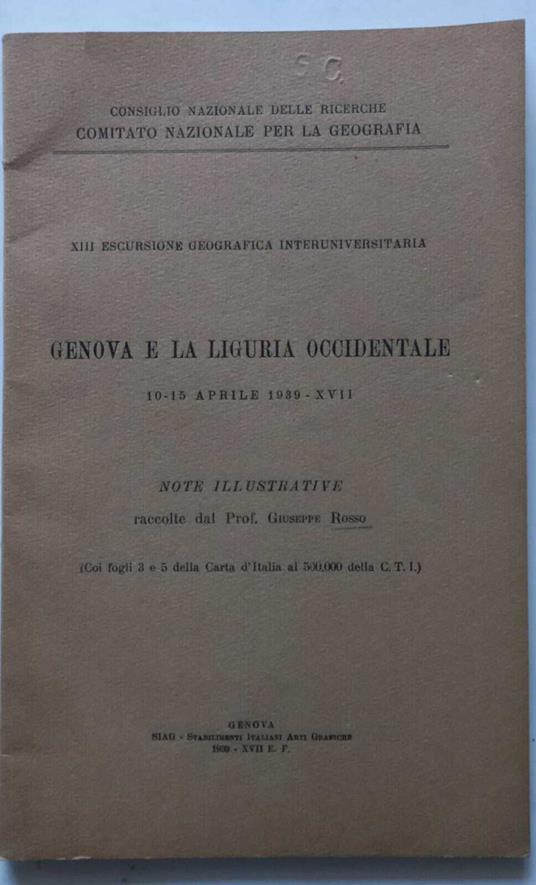 S C.
CONSIGLIO NAZIONALE DELLE RICERCHE
COMITATO NAZIONALE PER LA GEOGRAFIA
XIII ESCURSIONE GEOGRAFICA INTERUNIVERSITARIA
GENOVA E LA LIGURIA OCCIDENTALE
10-15 APRILE 1939 - XVII
NOTE ILLUSTRATIVE
raccolte dal Prof. GIUSEPPE ROSSO
(Coi fogli 3 e 5 della Carta d'Italia al 500.000 della C. T. I.)
GENOVA
SIAG - STABILIMENTI ITALIANI ARTI GRAFICHE
1939 - XVII E. F.